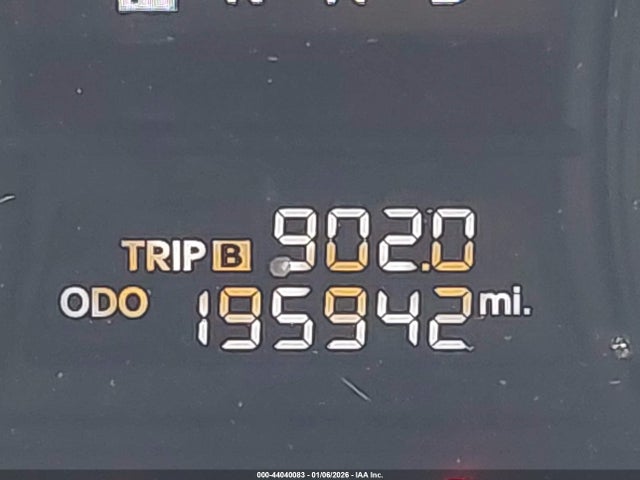 TRIP B 902.0
ODO 195942 mi.
000-44040083 - 01/06/2026 - IAA Inc.